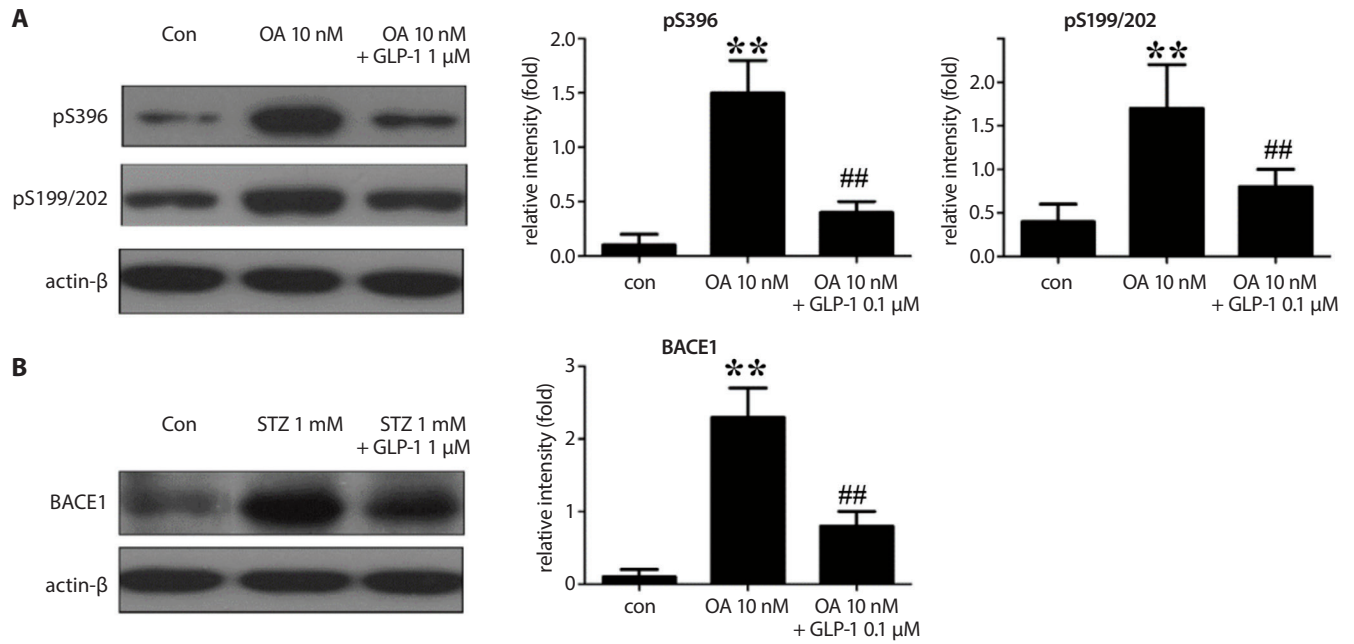 A
Con OA 10 nM OA 10 nM
+ GLP-1 1 μM
pS396
pS199/202
actin-β
pS396
relative intensity (fold)
2.0
1.5
1.0
0.5
0.0
**
##
con OA 10 nM OA 10 nM
+ GLP-1 0.1 μM
pS199/202
relative intensity (fold)
2.0
1.5
1.0
0.5
0.0
**
##
con OA 10 nM OA 10 nM
+ GLP-1 0.1 μM
B
Con STZ 1 mM STZ 1 mM
+ GLP-1 1 μM
BACE1
actin-β
BACE1
relative intensity (fold)
3
2
1
0
**
##
con OA 10 nM OA 10 nM
+ GLP-1 0.1 μM